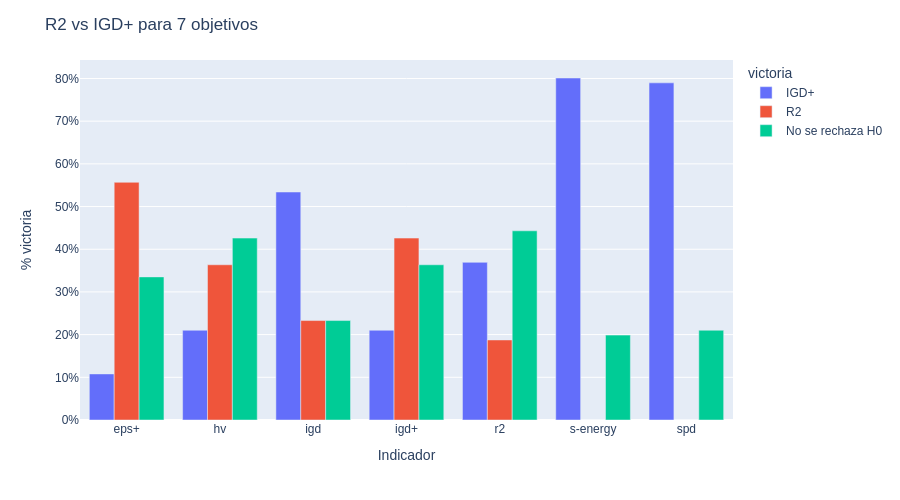 R2 vs IGD+ para 7 objetivos
victoria
IGD+
R2
No se rechaza H0
% victoria
80%
70%
60%
50%
40%
30%
20%
10%
0%
eps+ hv igd igd+ r2 s-energy spd
Indicador